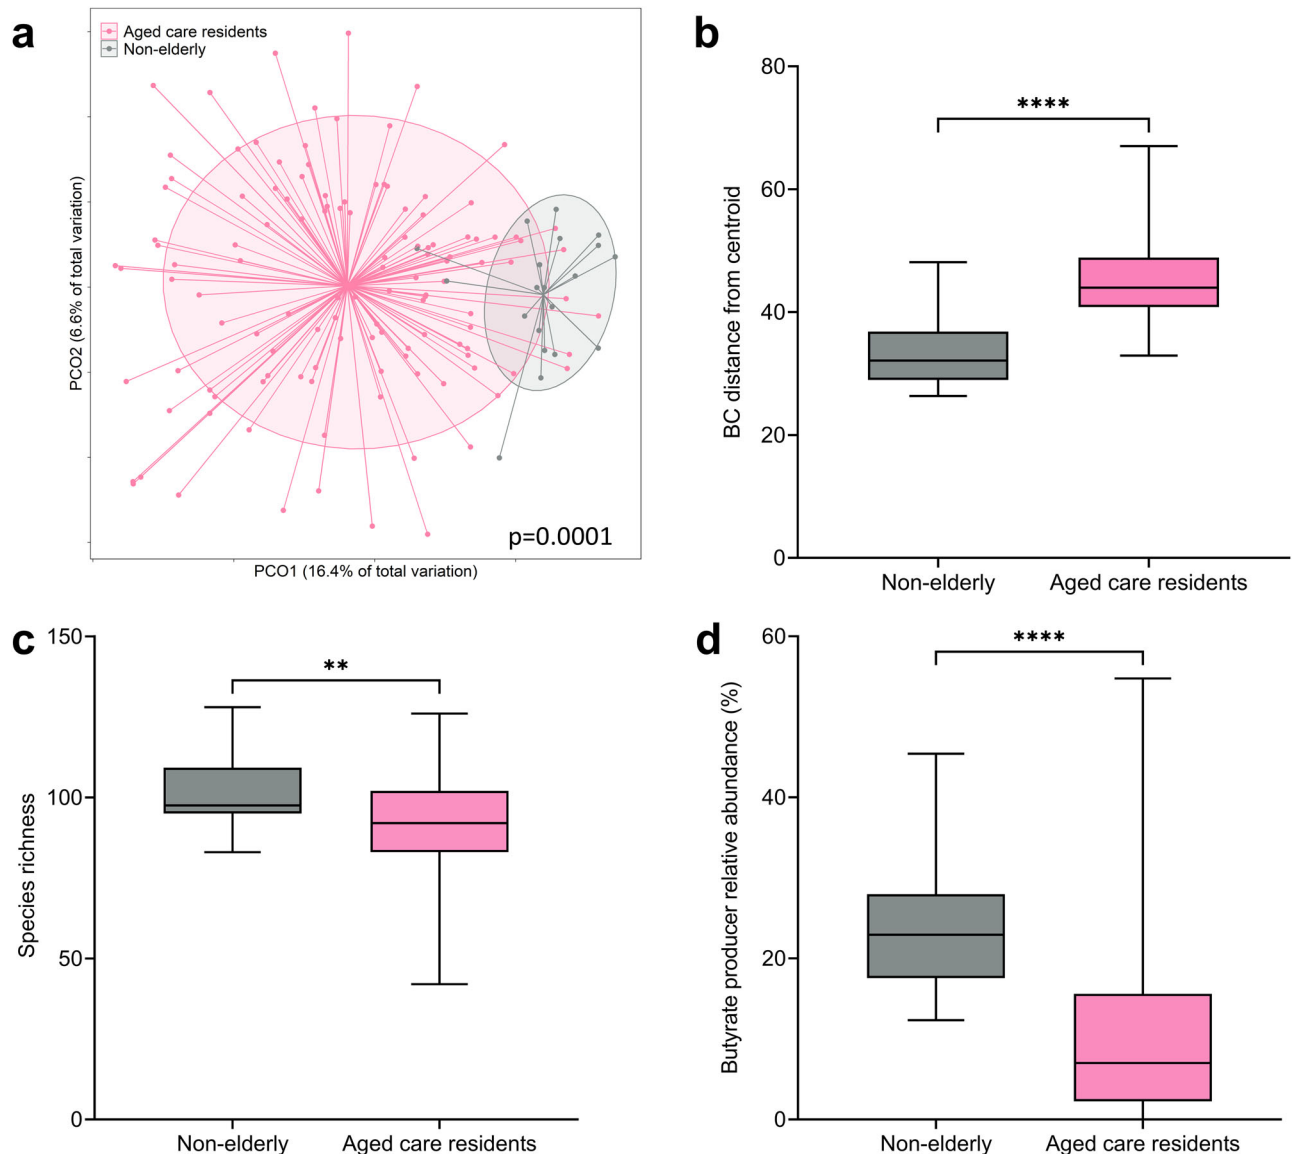 a
Aged care residents
Non-elderly
PCO2 (6.6% of total variation)
p=0.0001
PCO1 (16.4% of total variation)
b
80
60
40
20
0
BC distance from centroid
****
Non-elderly
Aged care residents
c
150
100
50
0
Species richness
**
Non-elderly
Aged care residents
d
60
40
20
0
Butyrate producer relative abundance (%)
****
Non-elderly
Aged care residents